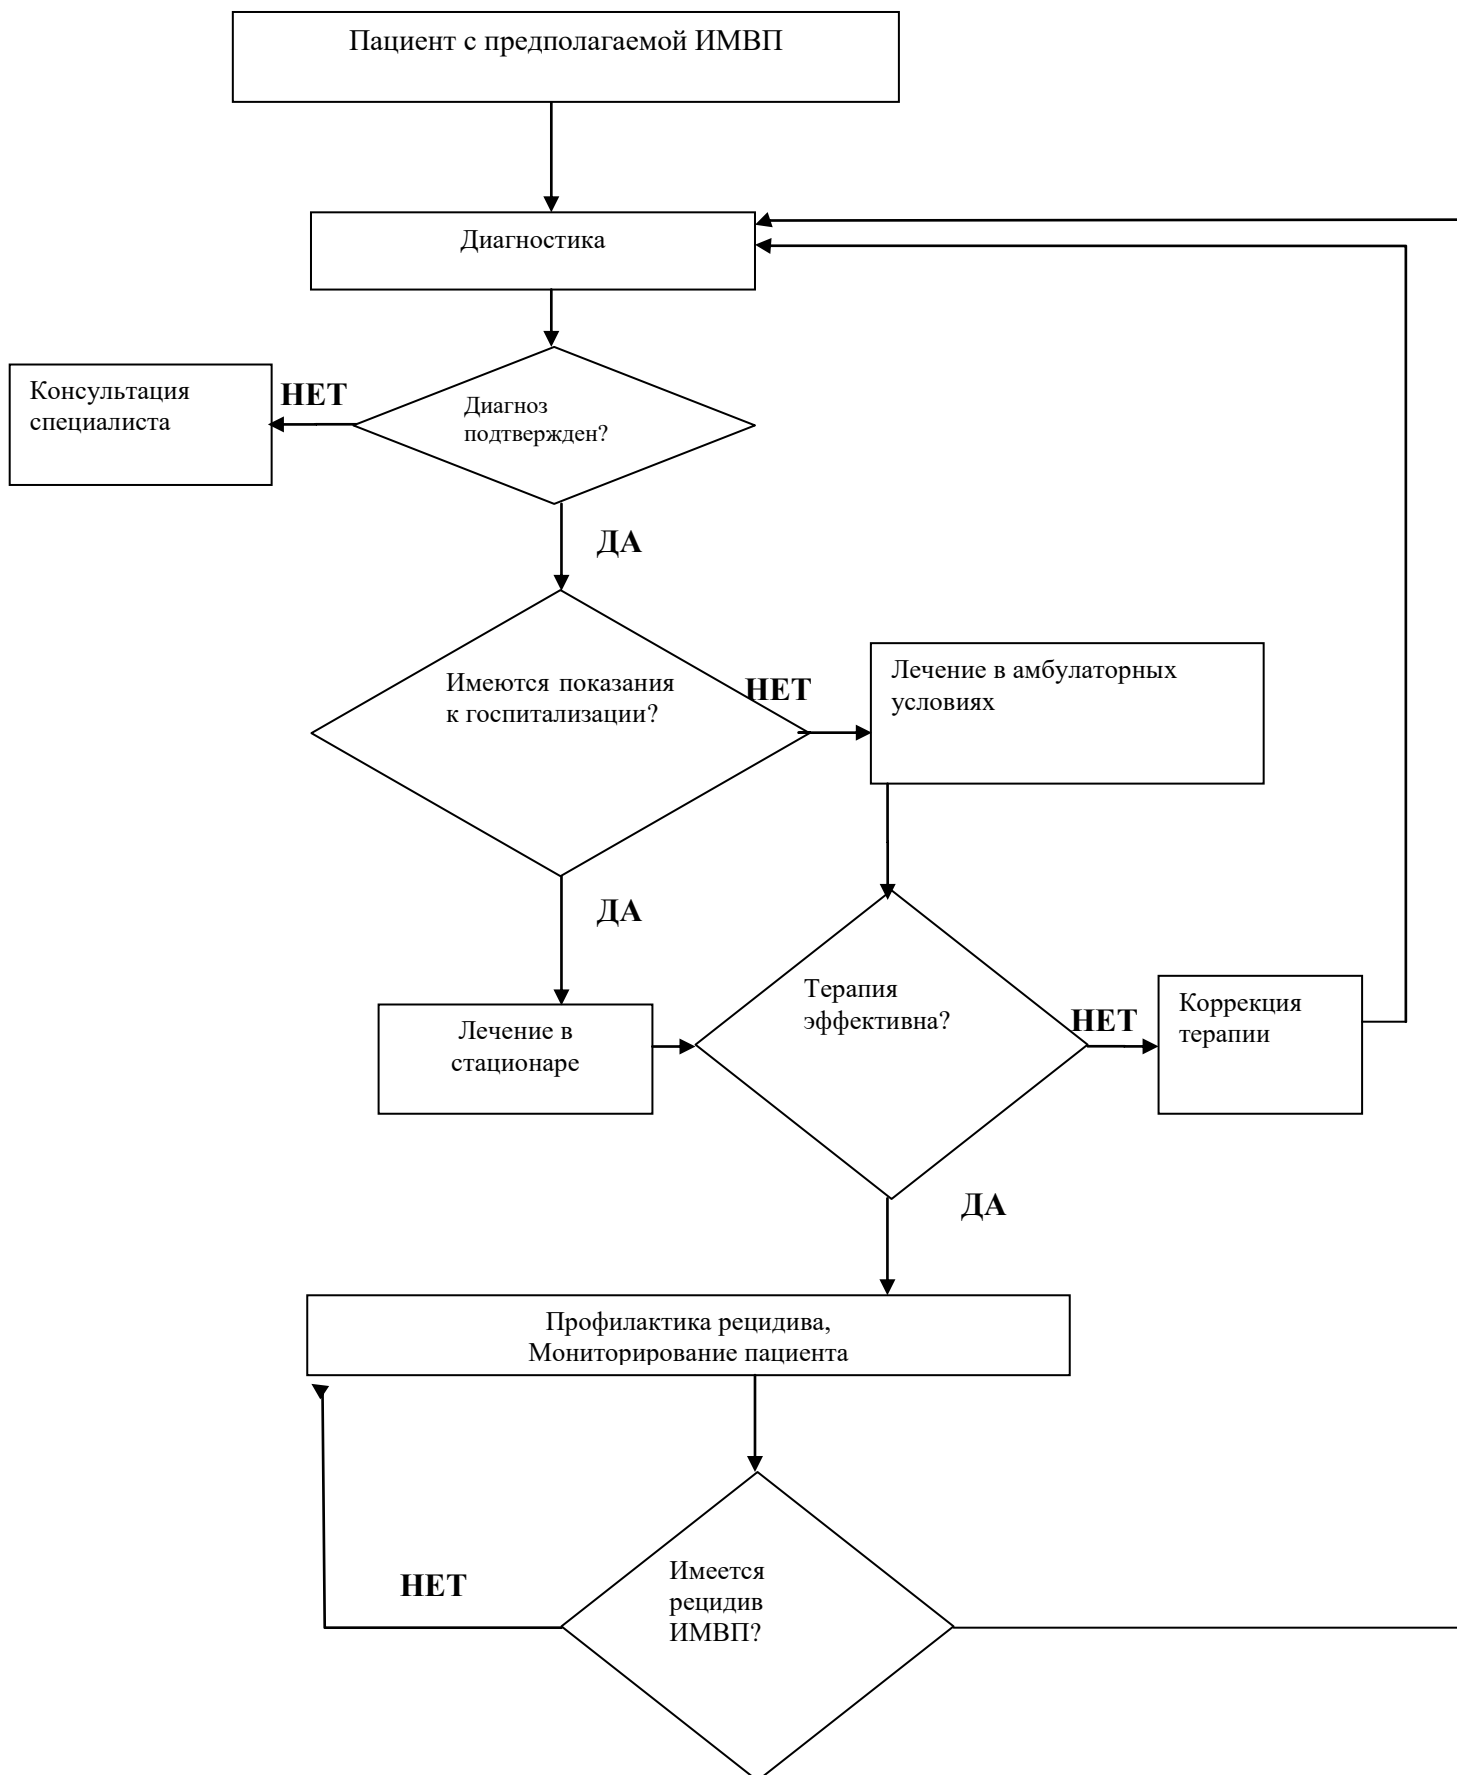 Пациент с предполагаемой ИМВП
Диагностика
Консультация
специалиста
НЕТ
Диагноз
подтвержден?
ДА
Имеются показания
к госпитализации?
НЕТ
Лечение в амбулаторных
условиях
ДА
Лечение в
стационаре
Терапия
эффективна?
НЕТ
Коррекция
терапии
ДА
Профилактика рецидива,
Мониторирование пациента
НЕТ
Имеется
рецидив
ИМВП?